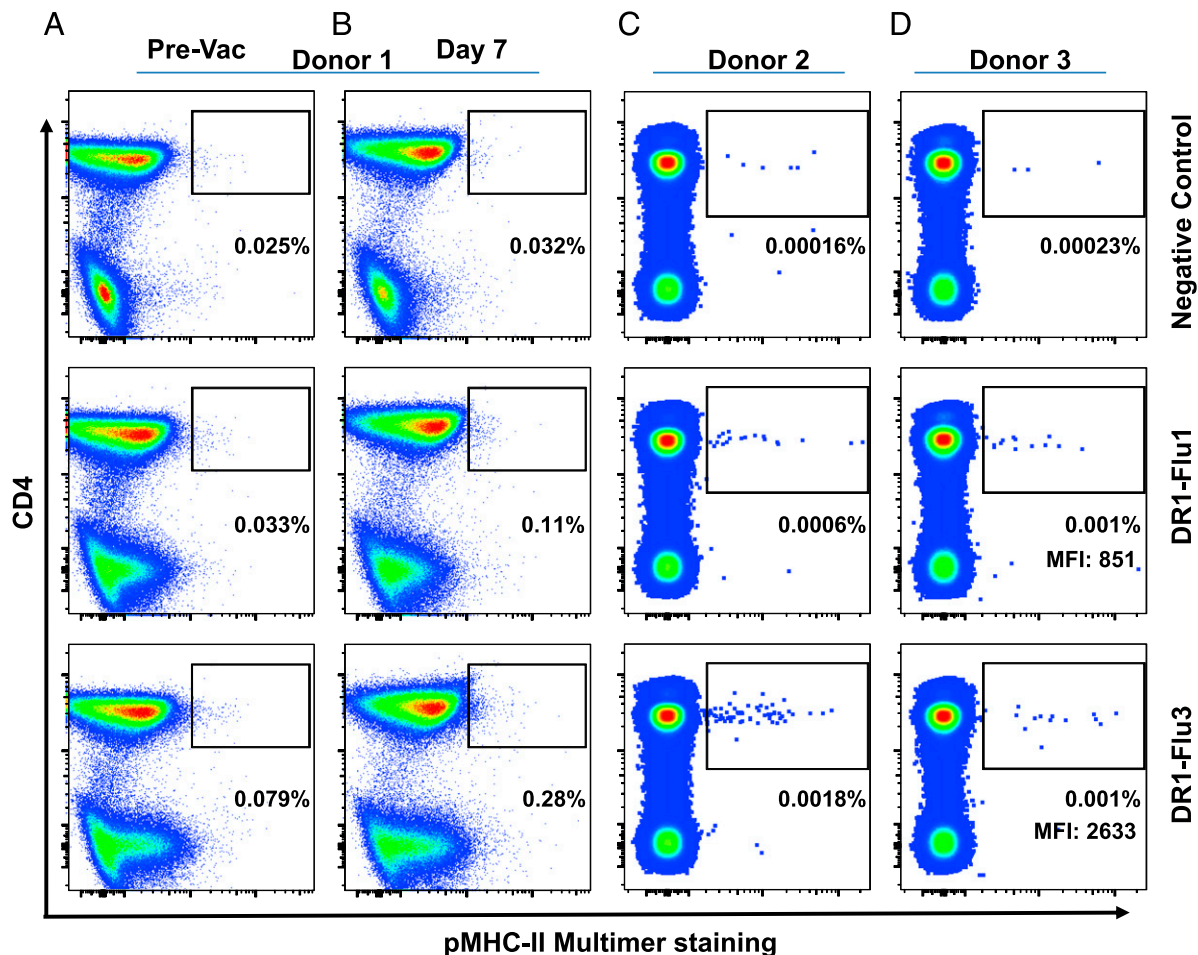 A
B
C
D
Pre-Vac
Donor 1
Day 7
Donor 2
Donor 3
0.025%
0.032%
0.00016%
0.00023%
Negative Control
0.033%
0.11%
0.0006%
0.001%
MFI: 851
DR1-Flu1
0.079%
0.28%
0.0018%
0.001%
MFI: 2633
DR1-Flu3
CD4
pMHC-II Multimer staining